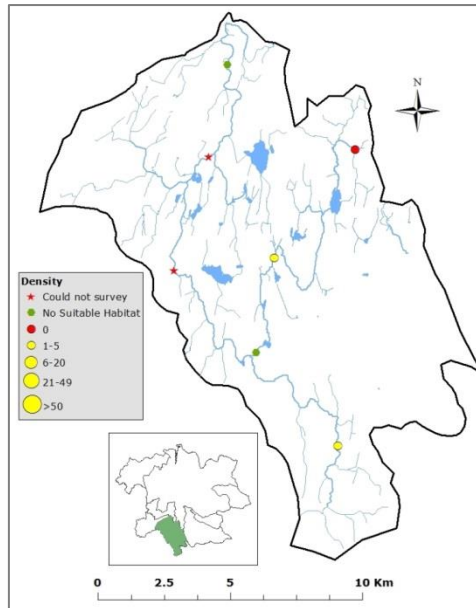 N
Density
Could not survey
No Suitable Habitat
0
1-5
6-20
21-49
>50
0 2.5 5 10 Km